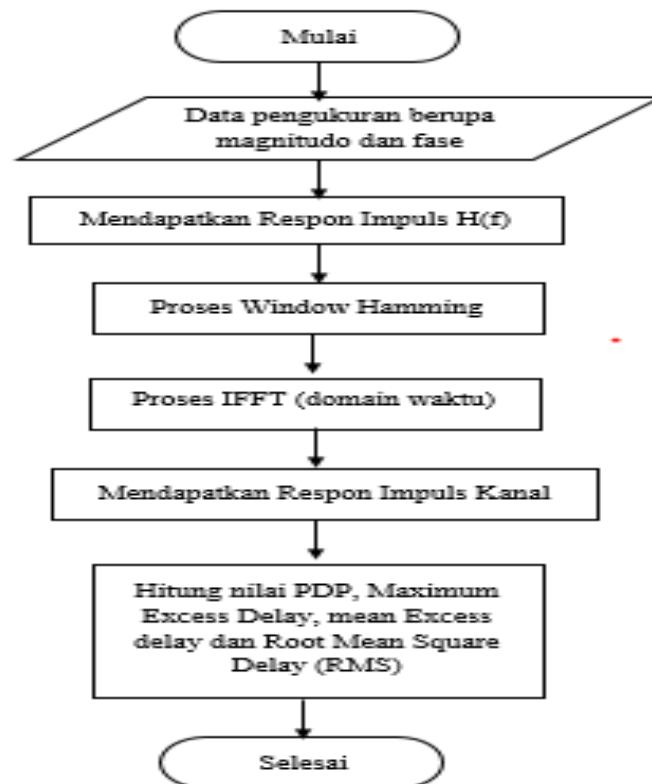 Mulai
Data pengukuran berupa
magnitudo dan fase
Mendapatkan Respon Impuls H(f)
Proses Window Hamming
Proses IFFT (domain waktu)
Mendapatkan Respon Impuls Kanal
Hitung nilai PDP, Maximum
Excess Delay, mean Excess
delay dan Root Mean Square
Delay (RMS)
Selesai